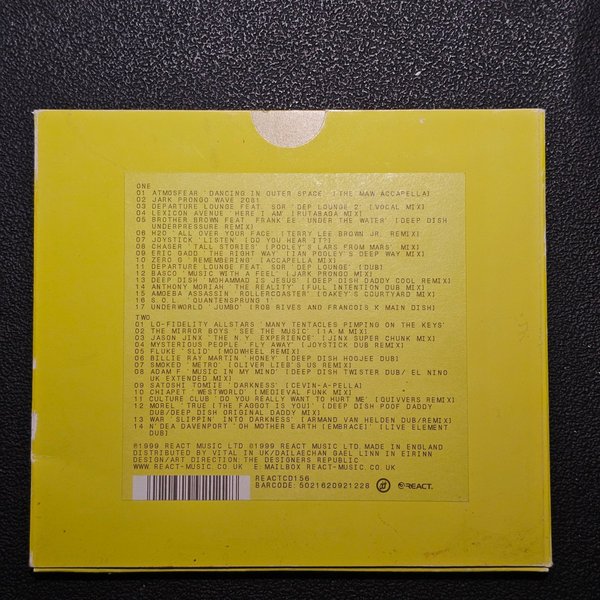 ONE
01 ATMOSFEAR 'DANCING IN OUTER SPACE' [THE MAW ACCAPELLA]
02 JARK PRONGO 'WAVE 2081'
03 DEPARTURE LOUNGE FEAT. SOR 'DEP LOUNGE 2' [VOCAL MIX]
04 LEXICON AVENUE 'HERE I AM' [RUTABAGA MIX]
05 BROTHER BROWN FEAT. FRANK'EE 'UNDER THE WATER' [DEEP DISH
UNDERPRESSURE REMIX]
06 H2O 'ALL OVER YOUR FACE' [TERRY LEE BROWN JR. REMIX]
07 JOYSTICK 'LISTEN' [DO YOU HEAR IT?]
08 CHASER 'TALL STORIES' [POOLEY'S LARS FROM MARS MIX]
09 ERIC GADD 'THE RIGHT WAY' [IAN POOLEY'S DEEP WAY MIX]
10 ZERO G 'REMEMBERING' [ACCAPELLA MIX]
11 DEPARTURE LOUNGE FEAT. SOR 'DEP LOUNGE' [DUB]
12 BASCO 'MUSIC WITH A FEEL' [JARK PRONGO MIX]
13 DEEP DISH 'MOHAMMAD IS JESUS' [DEEP DISH DADDY COOL REMIX]
14 ANTHONY MORIAH 'THE REALITY' [FULL INTENTION DUB MIX]
15 AMOEBA ASSASSIN 'ROLLERCOASTER' [OAKEY'S COURTYARD MIX]
16 S.O.L. 'QUANTENSPRUNG 1'
17 UNDERWORLD 'JUMBO' [ROB RIVES AND FRANCOIS K MAIN DISH]
TWO
01 LO-FIDELITY ALLSTARS 'MANY TENTACLES PIMPING ON THE KEYS'
02 THE MIRROR BOYS 'SEE THE MUSIC' [1 A.M MIX]
03 JASON JINX 'THE N.Y. EXPERIENCE' [JINX SUPER CHUNK MIX]
04 MYSTERIOUS PEOPLE 'FLY AWAY' [JOYSTICK DUB REMIX]
05 FLUKE 'SLID' [MODWHEEL REMIX]
06 BILLIE RAY MARTIN 'HONEY' [DEEP DISH HOOJEE DUB]
07 SMOKED 'METRO' [OLIVER LIEB'S US REMIX]
08 ADAM F 'MUSIC IN MY MIND' [DEEP DISH TWISTER DUB/ EL NINO
UK EXTENDED MIX]
09 SATOSHI TOMIIE 'DARKNESS' [CEVIN-A-PELLA]
10 CHIAPET 'WESTWORLD' [MEDIEVAL FUNK MIX]
11 CULTURE CLUB 'DO YOU REALLY WANT TO HURT ME' [QUIVVERS REMIX]
12 MOREL 'TRUE (THE FAGGOT IS YOU)' [DEEP DISH POOF DADDY
DUB/DEEP DISH ORIGINAL DADDY MIX]
13 WAR 'SLIPPIN' INTO DARKNESS' [ARMAND VAN HELDEN DUB/REMIX]
14 N'DEA DAVENPORT 'OH MOTHER EARTH (EMBRACE)' [LIVE ELEMENT
DUB]
℗1999 REACT MUSIC LTD ©1999 REACT MUSIC LTD. MADE IN ENGLAND
DISTRIBUTED BY VITAL IN UK/DAILAECHAN GAEL LINN IN EIRINN
DESIGN/ART DIRECTION: THE DESIGNERS REPUBLIC
WWW.REACT-MUSIC.CO.UK E:MAILBOX REACT-MUSIC.CO.UK
REACTCD156
BARCODE: 5021620921228
REACT.